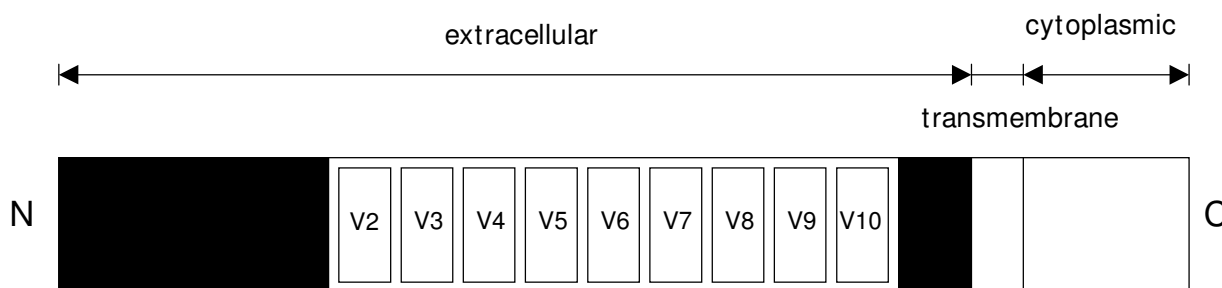 extracellular
cytoplasmic
transmembrane
N
V2 V3 V4 V5 V6 V7 V8 V9 V10
C